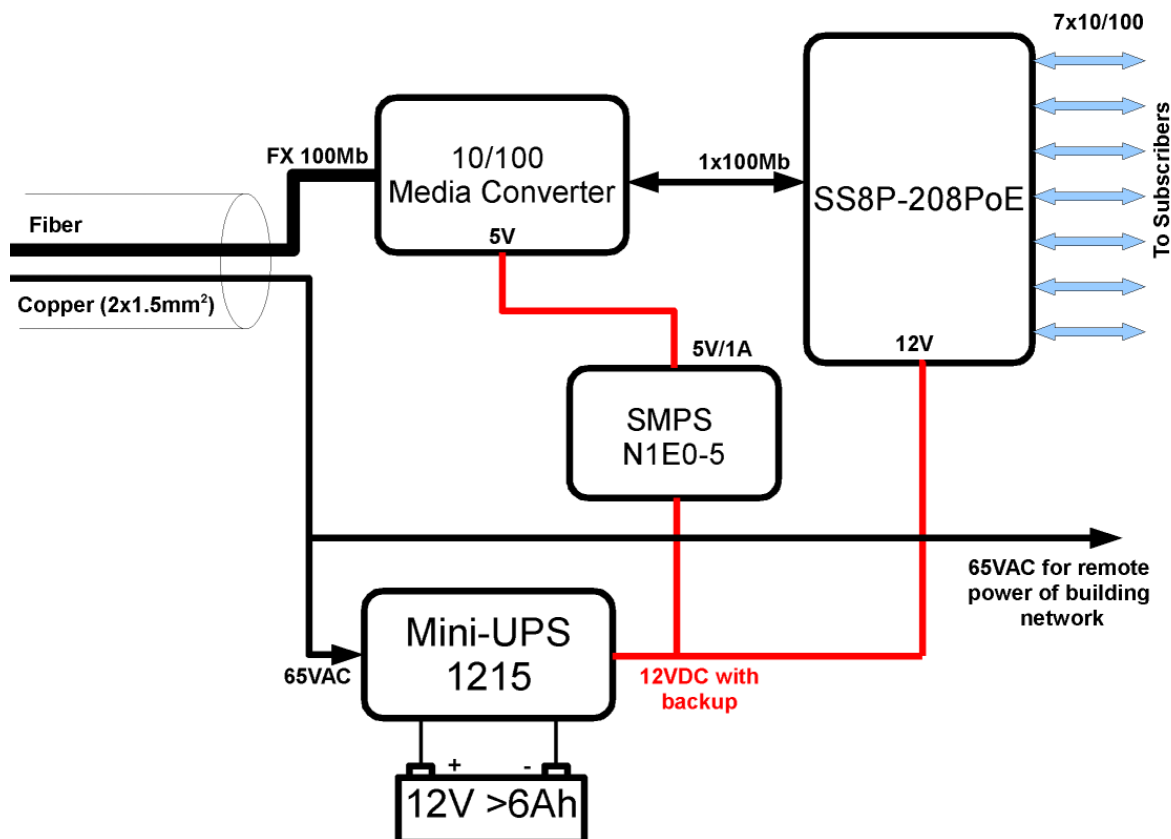 7x10/100
FX 100Mb
10/100
Media Converter
5V
1x100Mb
SS8P-208PoE
12V
To Subscribers
Fiber
Copper (2x1.5mm²)
5V/1A
SMPS
N1E0-5
65VAC for remote
power of building
network
65VAC
Mini-UPS
1215
12VDC with
backup
+ -
12V >6Ah